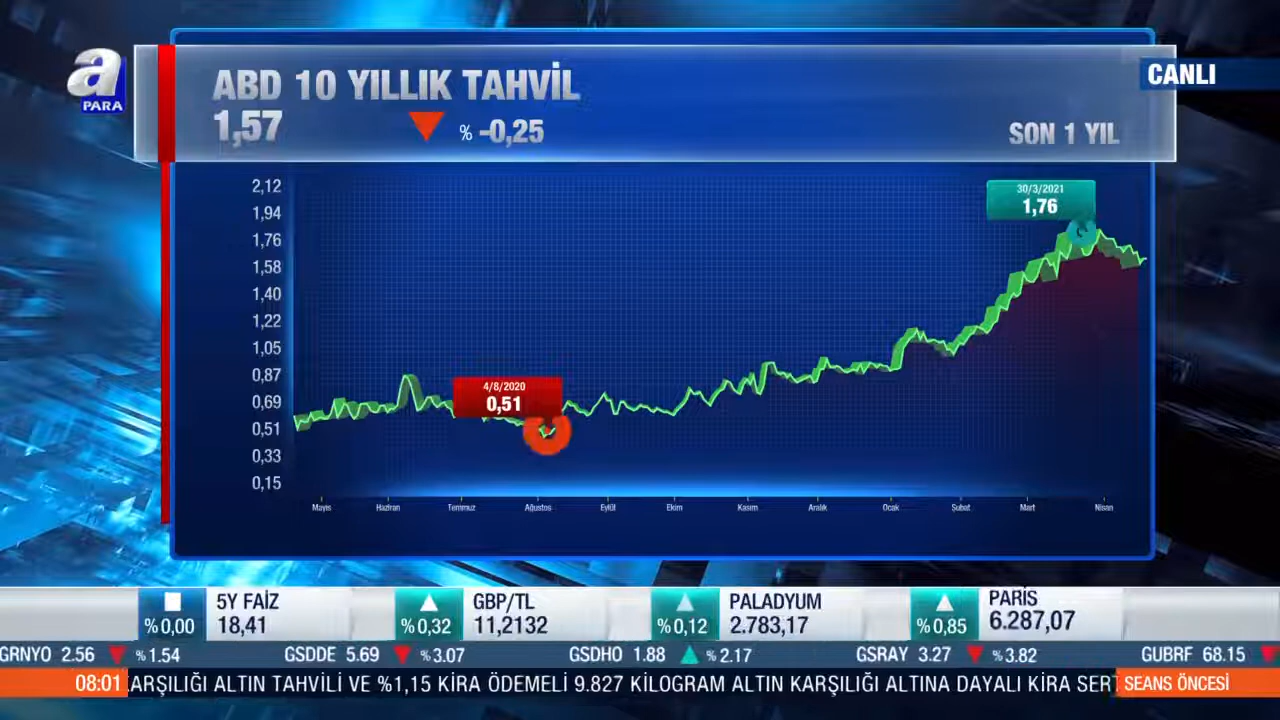 a
PARA
ABD 10 YILLIK TAHVİL
1,57
% -0,25
SON 1 YIL
CANLI
2,12
1,94
1,76
1,58
1,40
1,22
1,05
0,87
0,69
0,51
0,33
0,15
4/8/2020
0,51
30/3/2021
1,76
Mayıs Haziran Temmuz Ağustos Eylül Ekim Kasım Aralık Ocak Şubat Mart Nisan
%0,00 5Y FAİZ 18,41
%0,32 GBP/TL 11,2132
%0,12 PALADYUM 2.783,17
%0,85 PARİS 6.287,07
GRNYO 2.56 %1.54 GSDDE 5.69 %3.07 GSDHO 1.88 %2.17 GSRAY 3.27 %3.82 GUBRF 68.15
08:01 KARŞILIĞI ALTIN TAHVİLİ VE %1,15 KİRA ÖDEMELİ 9.827 KİLOGRAM ALTIN KARŞILIĞI ALTINA DAYALI KİRA SERT SEANS ÖNCESİ